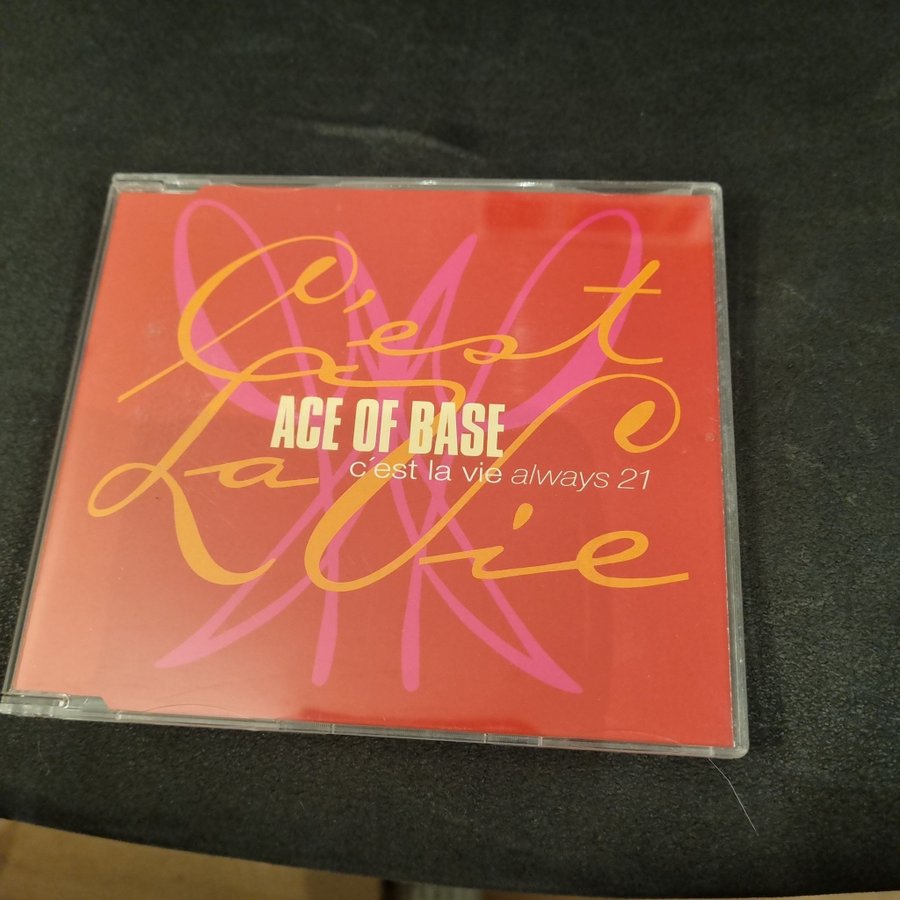 C'est
La Vie
ACE OF BASE
c'est la vie always 21